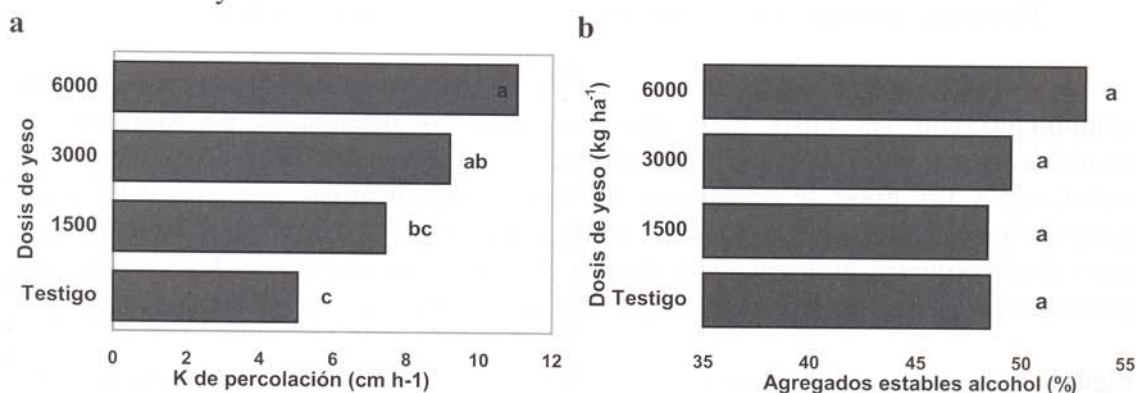 a
Dosis de yeso
6000
a
3000
ab
1500
bc
Testigo
c
0 2 4 6 8 10 12
K de percolación (cm h-1)
b
Dosis de yeso (kg ha-1)
6000
a
3000
a
1500
a
Testigo
a
35 40 45 50 55
Agregados estables alcohol (%)